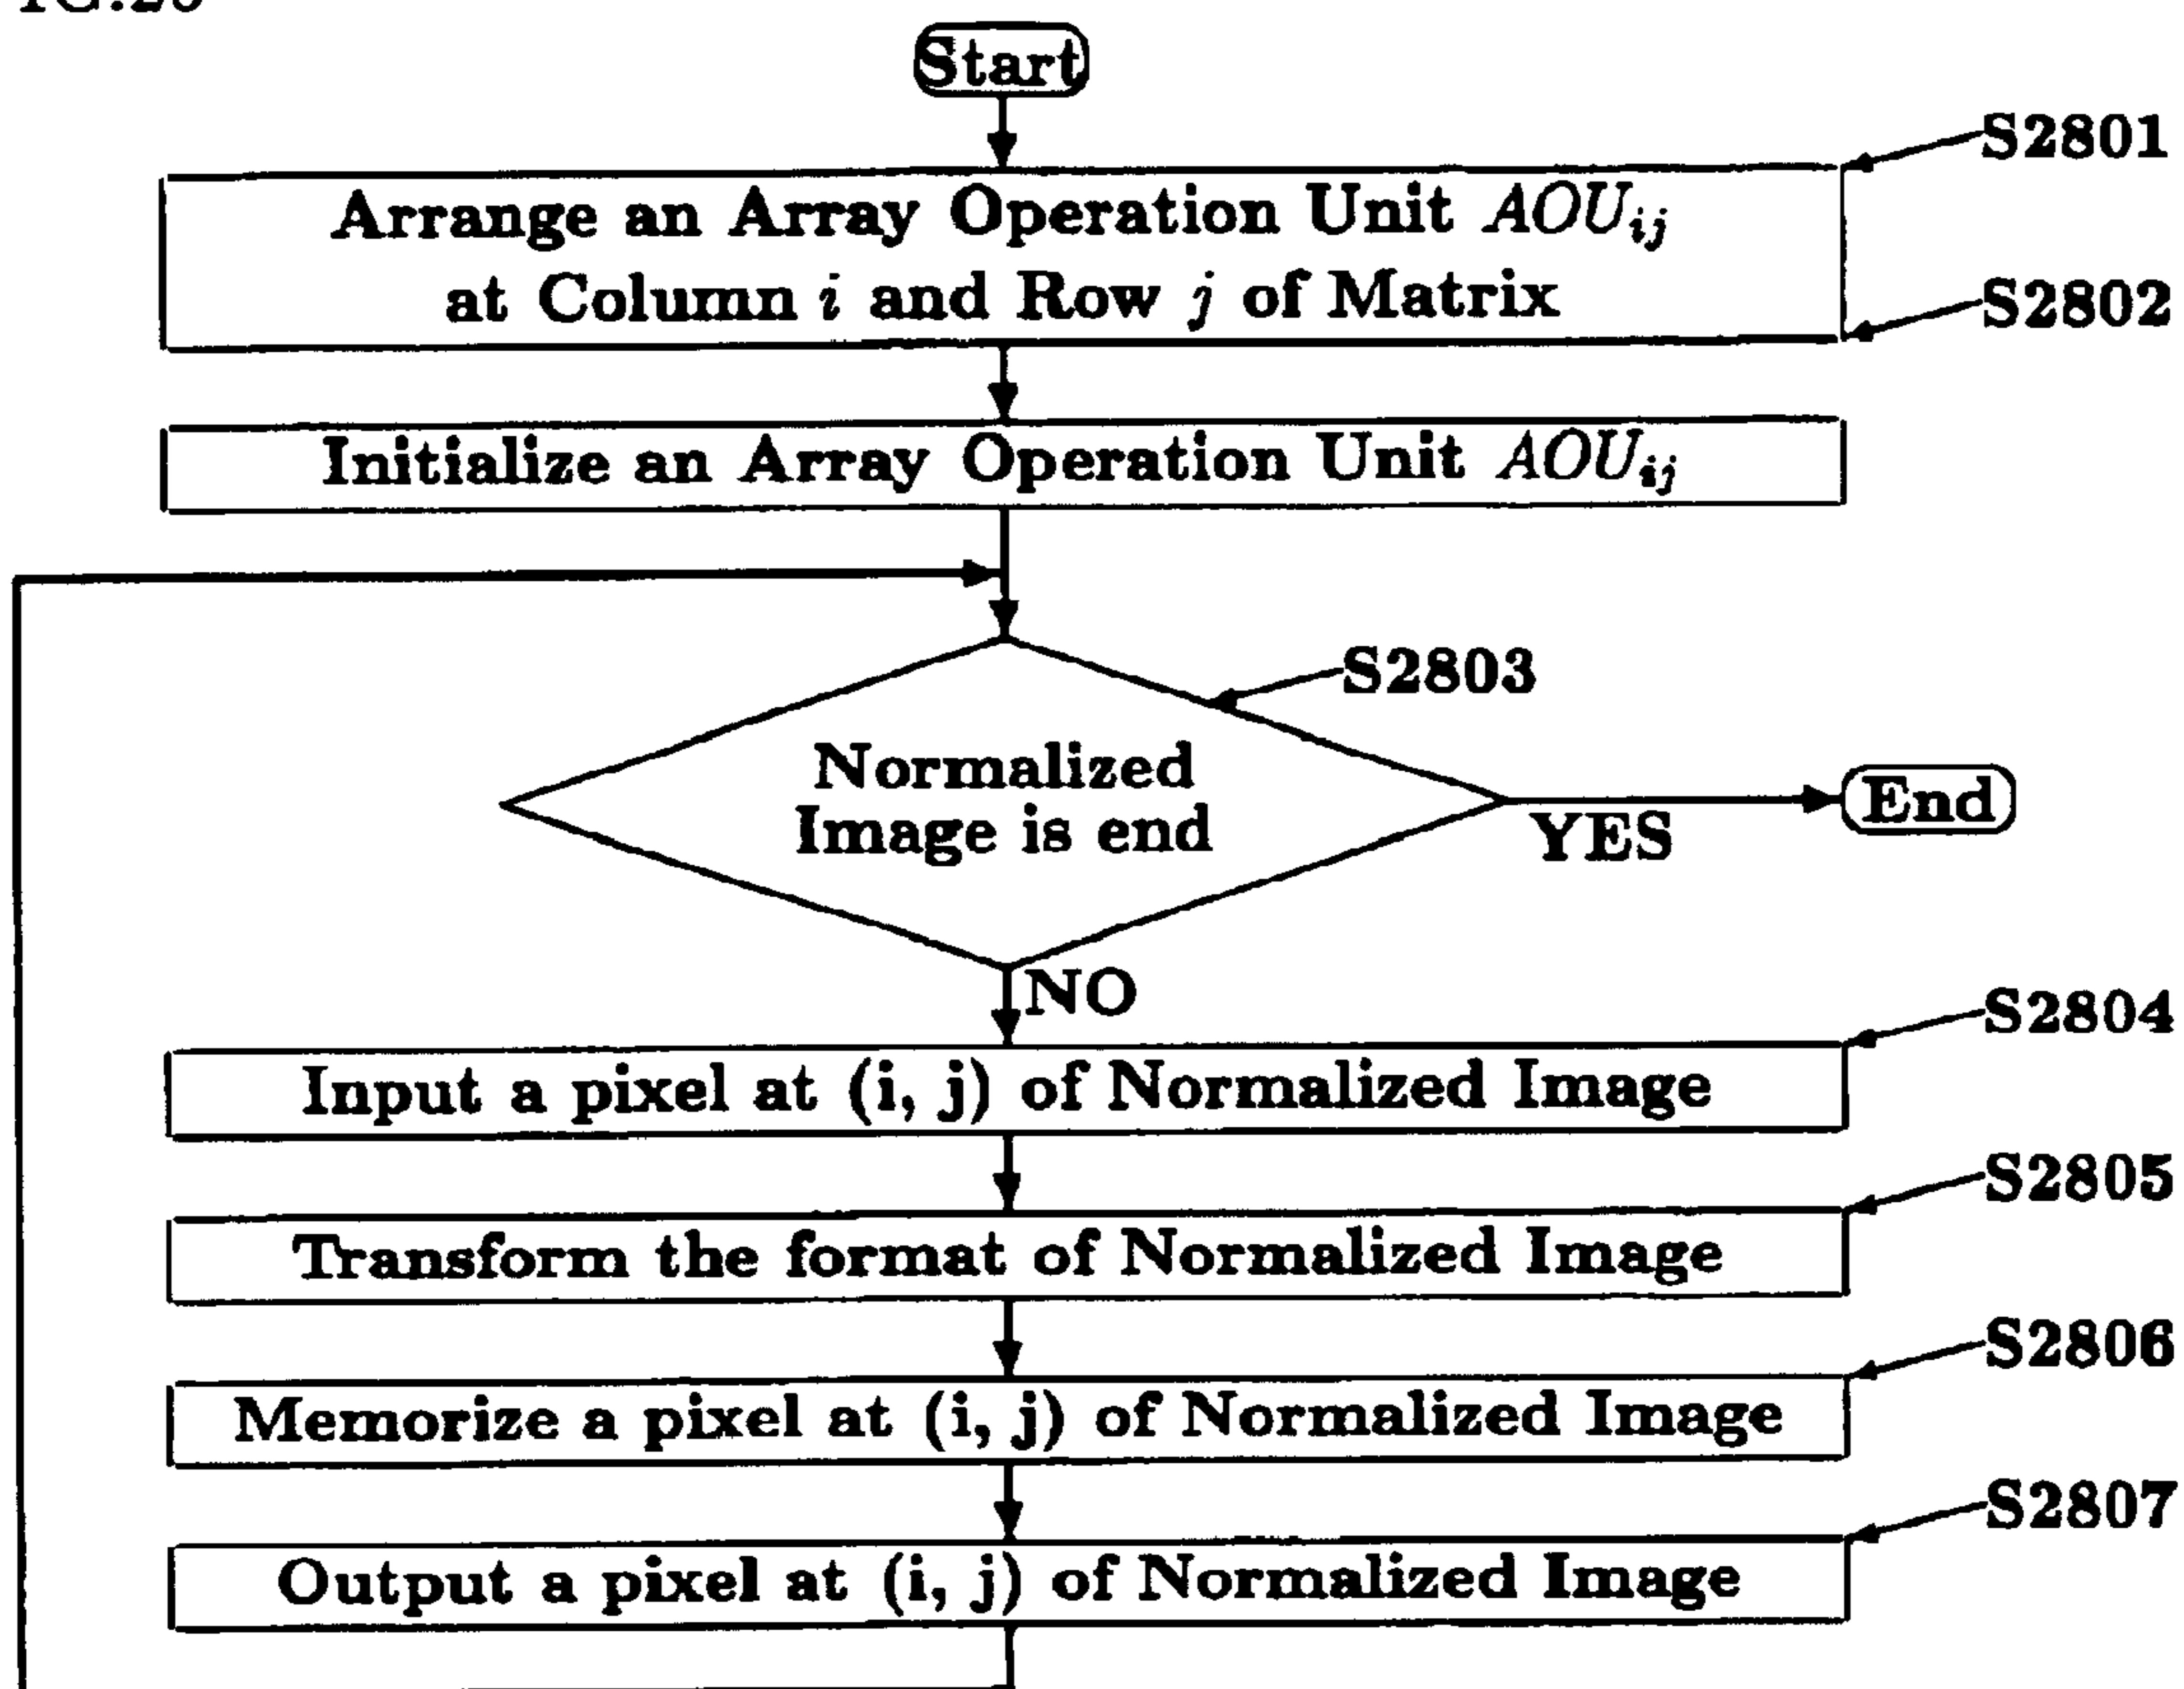 Start
S2801
Arrange an Array Operation Unit AOUij
at Column i and Row j of Matrix
S2802
Initialize an Array Operation Unit AOUij
S2803
Normalized
Image is end
YES
End
NO
S2804
Input a pixel at (i, j) of Normalized Image
S2805
Transform the format of Normalized Image
S2806
Memorize a pixel at (i, j) of Normalized Image
S2807
Output a pixel at (i, j) of Normalized Image